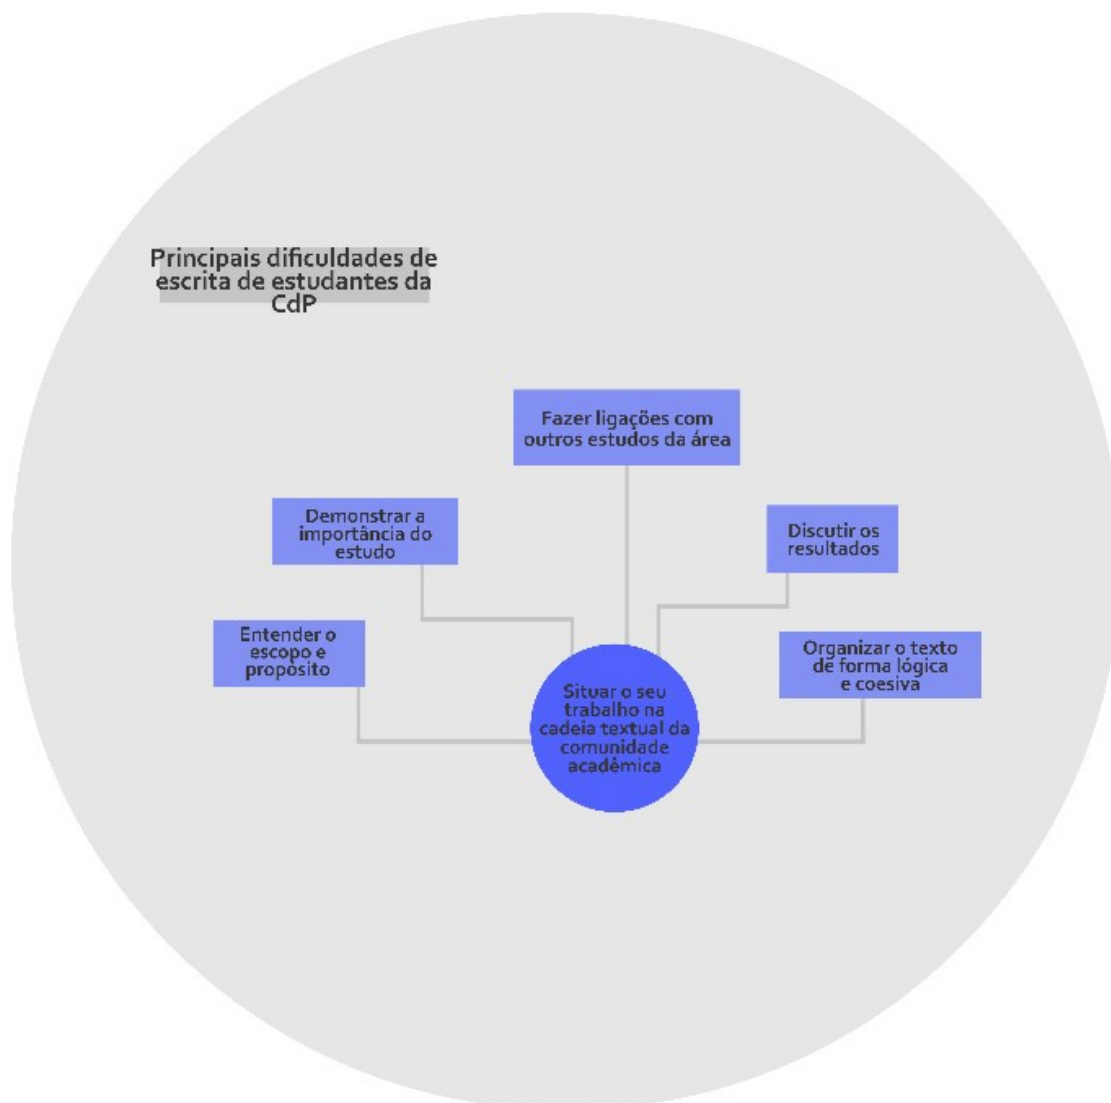 Principais dificuldades de
escrita de estudantes da
CdP
Fazer ligações com
outros estudos da área
Demonstrar a
importância do
estudo
Discutir os
resultados
Entender o
escopo e
propósito
Organizar o texto
de forma lógica
e coesiva
Situar o seu
trabalho na
cadeia textual da
comunidade
acadêmica